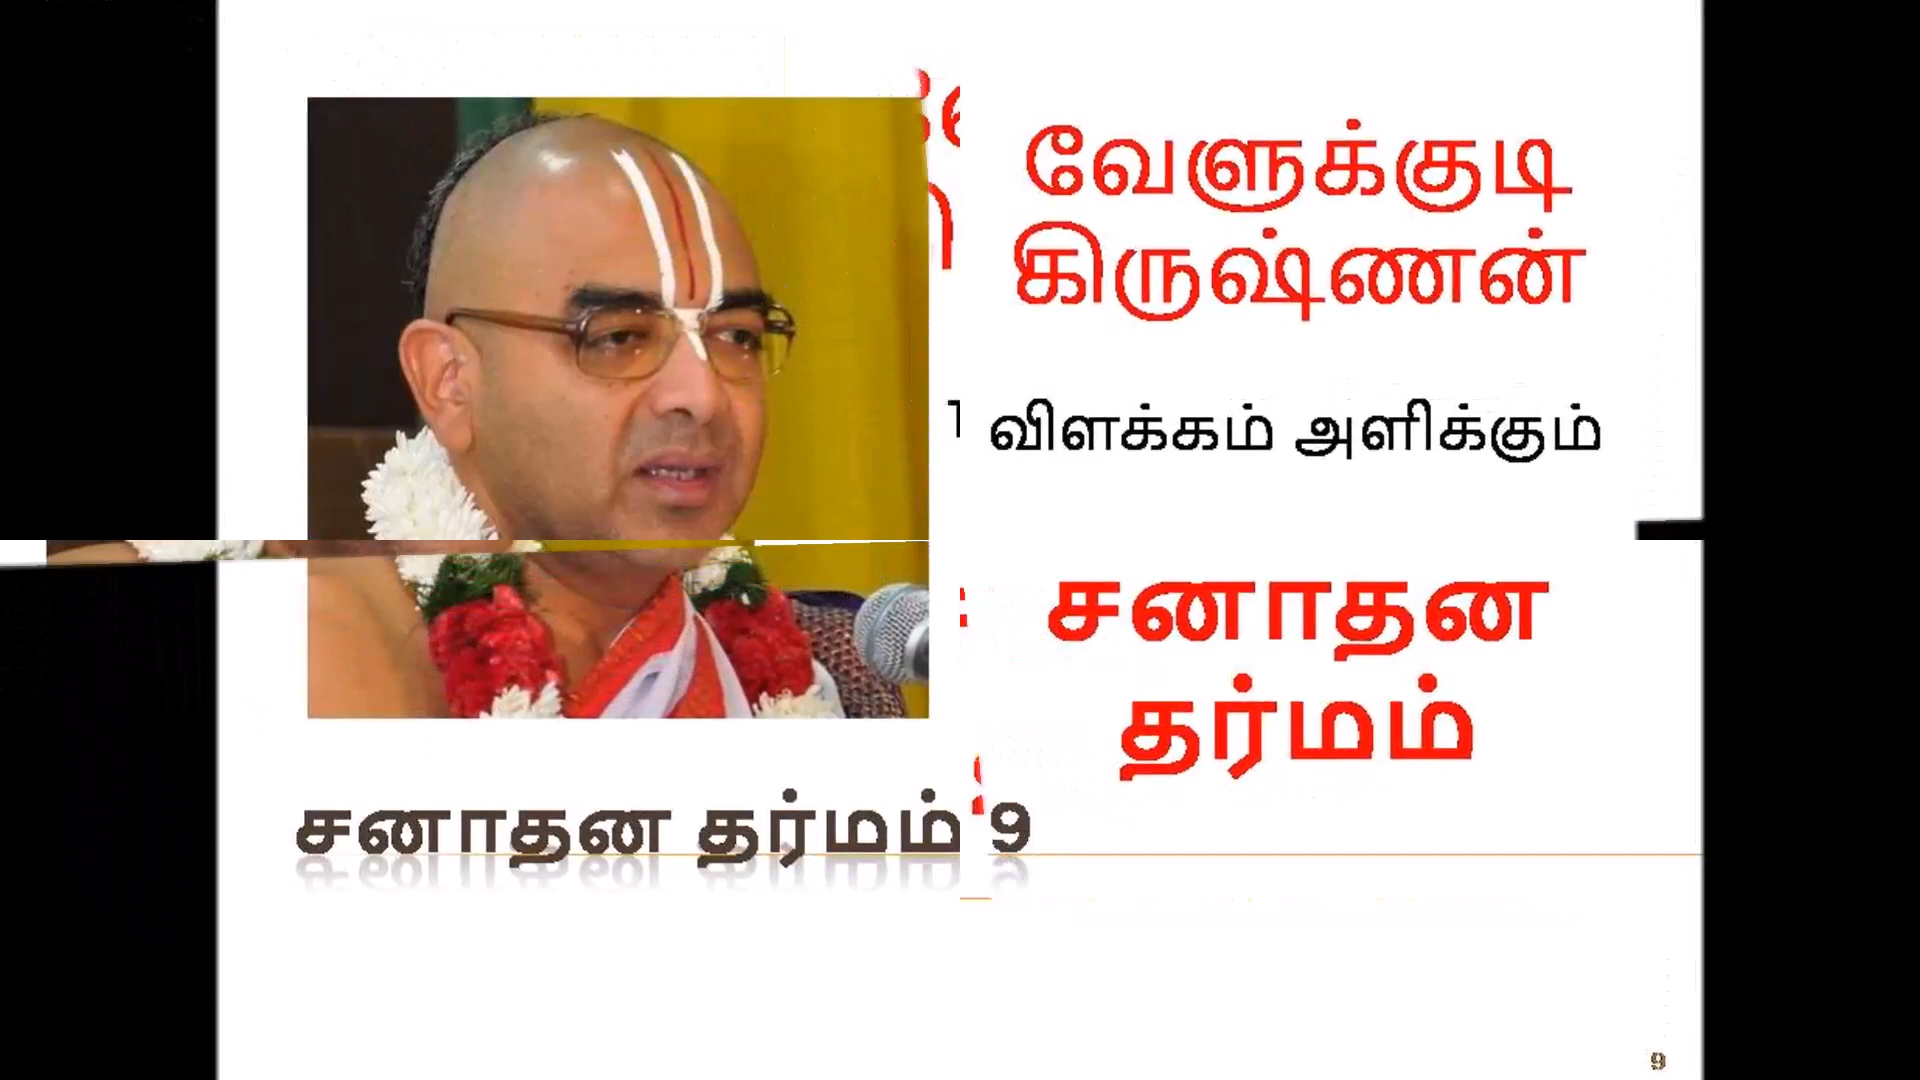 வேளுக்குடி
கிருஷ்ணன்
விளக்கம் அளிக்கும்
சனாதன
தர்மம்
சனாதன தர்மம் 9
9